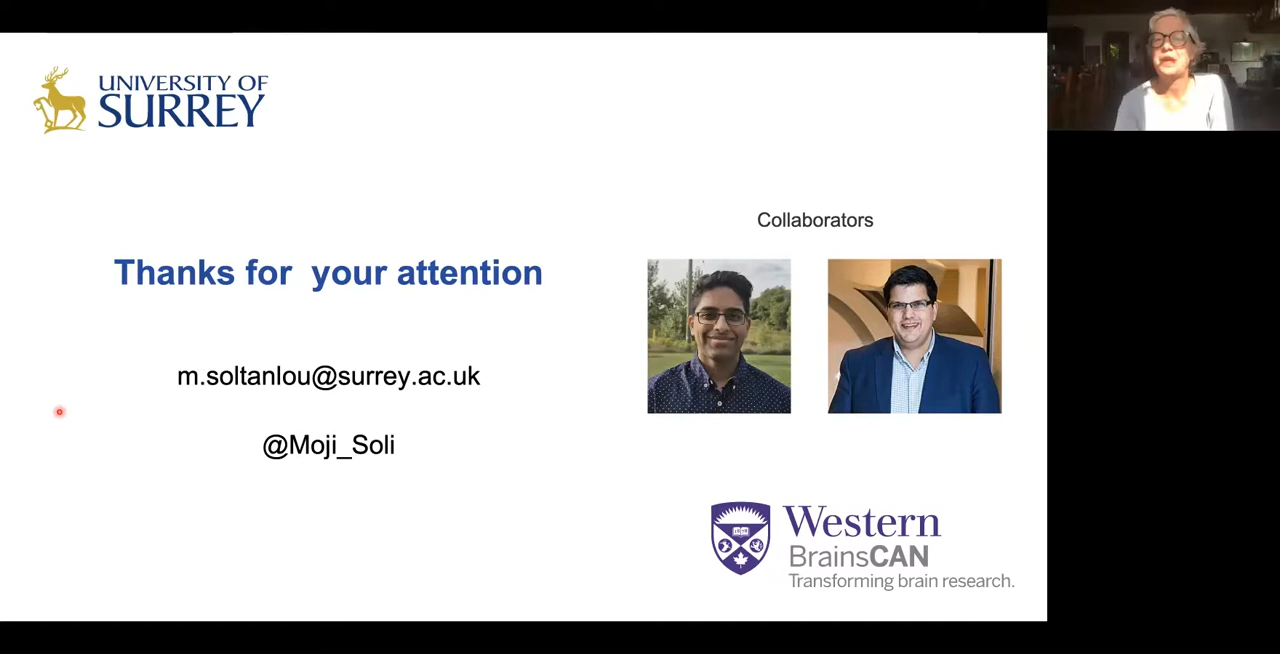 UNIVERSITY OF
SURREY
Collaborators
Thanks for  your attention
m.soltanlou@surrey.ac.uk
@Moji_Soli
Western
BrainsCAN
Transforming brain research.